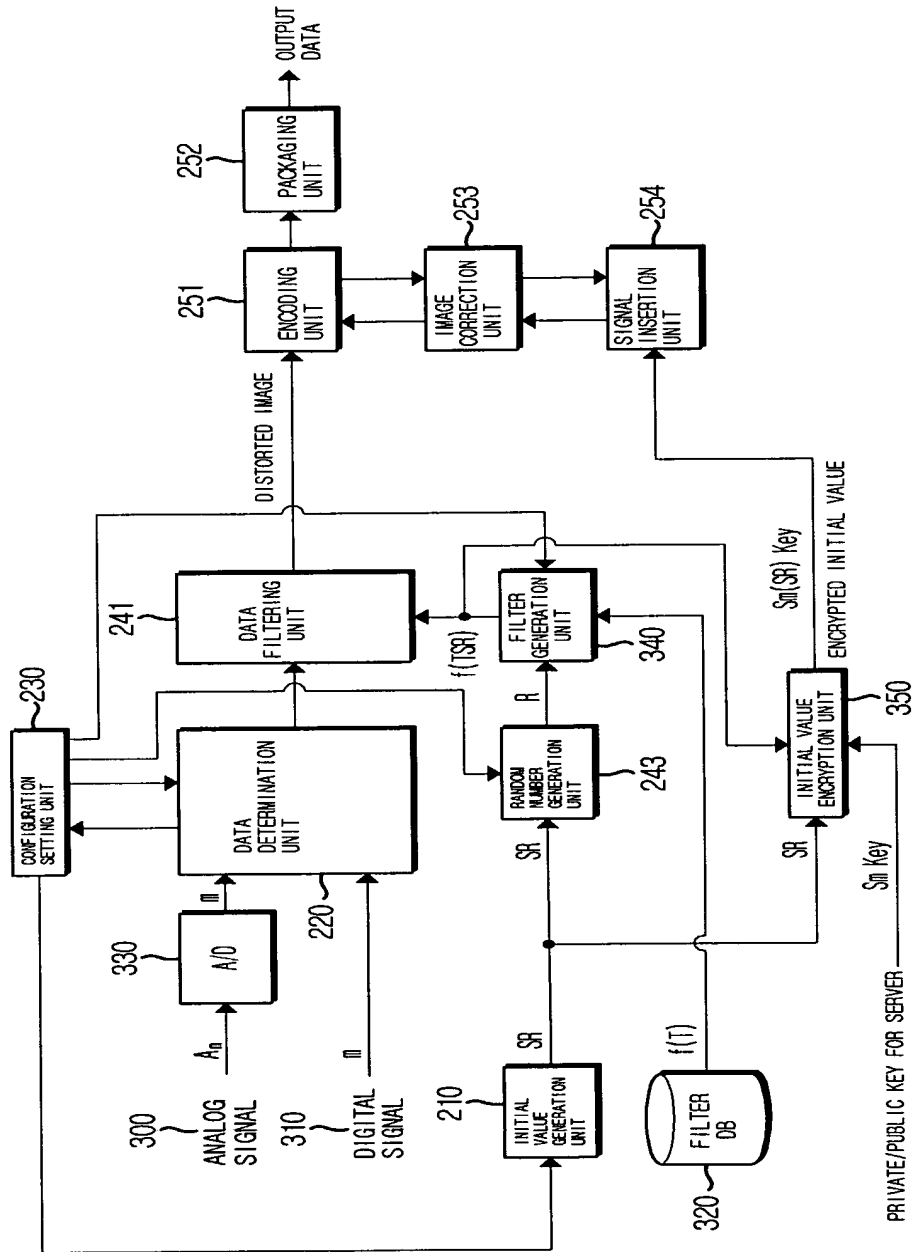 230
CONFIGURATION
SETTING UNIT
300
ANALOG
SIGNAL
An
330
A/D
m
310
DIGITAL
SIGNAL
m
220
DATA
DETERMINATION
UNIT
241
DATA
FILTERING
UNIT
DISTORTED IMAGE
251
ENCODING
UNIT
252
PACKAGING
UNIT
OUTPUT
DATA
253
IMAGE
CORRECTION
UNIT
254
SIGNAL
INSERTION
UNIT
210
INITIAL
VALUE
GENERATION
UNIT
SR
SR
RANDOM
NUMBER
GENERATION
UNIT
243
R
f(TSR)
FILTER
GENERATION
UNIT
340
320
FILTER
DB
f(T)
SR
INITIAL VALUE
ENCRYPTION UNIT
350
Sm(SR) Key
ENCRYPTED INITIAL VALUE
Sm Key
PRIVATE/PUBLIC KEY FOR SERVER